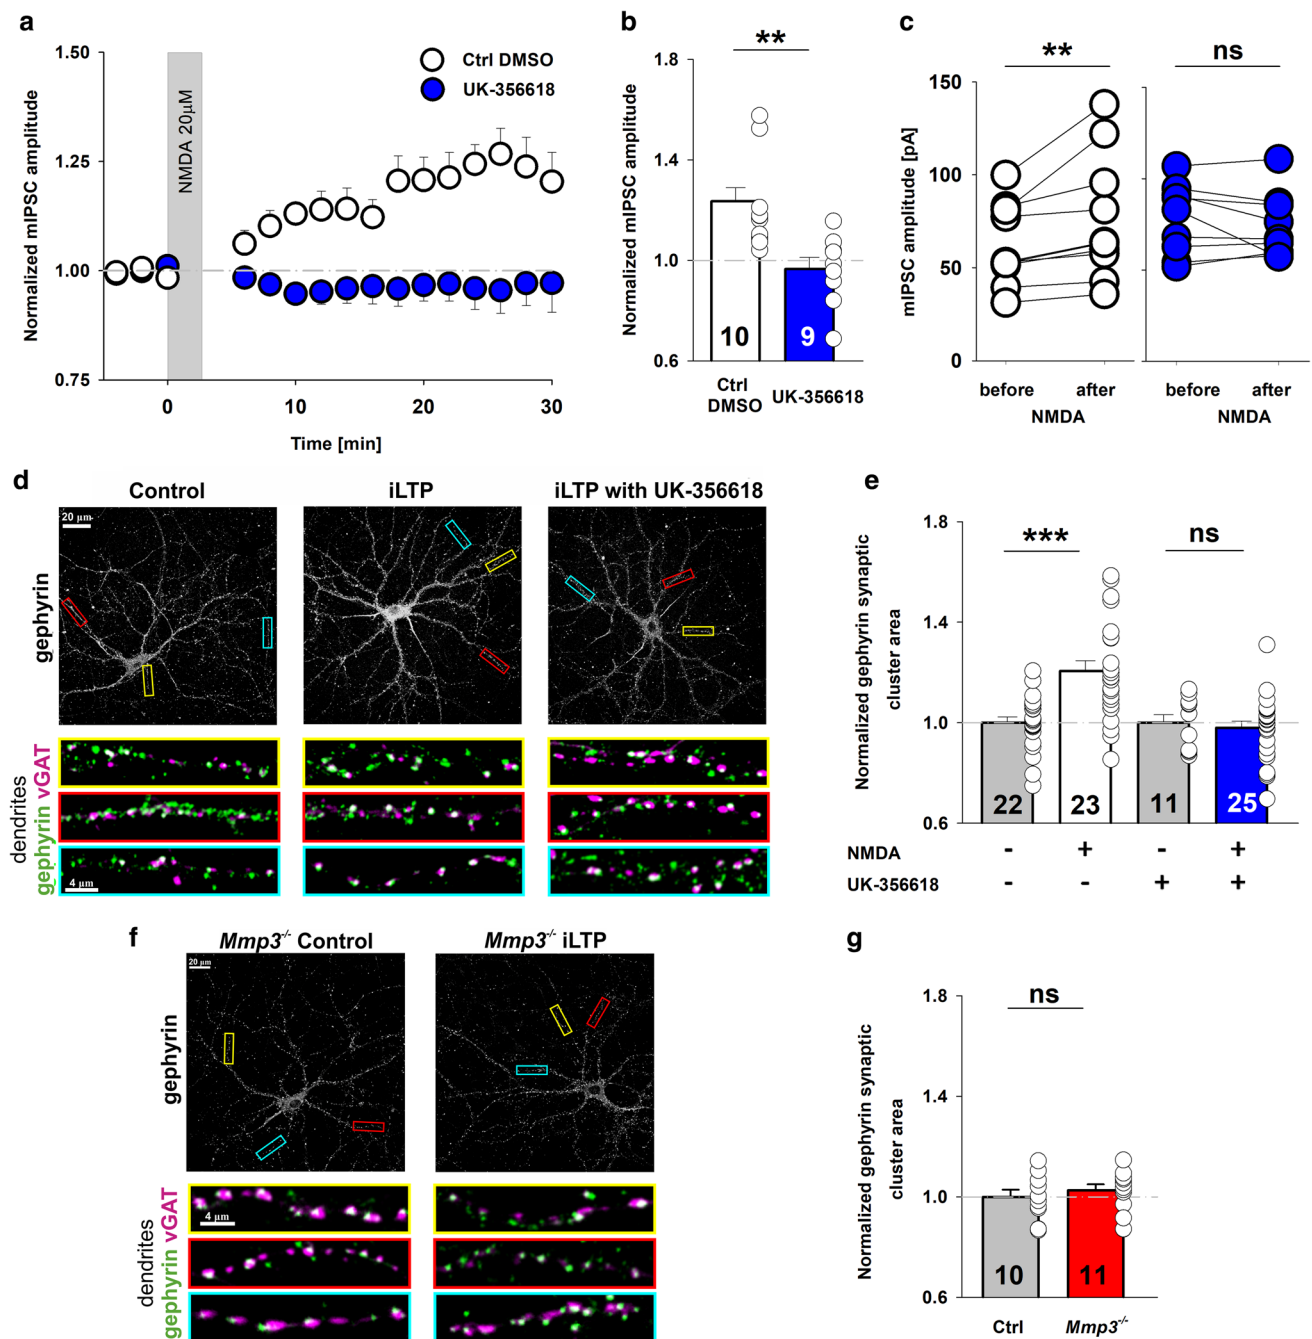 a
Normalized mIPSC amplitude
1.50
1.25
1.00
0.75
NMDA 20µM
Ctrl DMSO
UK-356618
0
10
20
30
Time [min]
b
Normalized mIPSC amplitude
1.8
1.4
1.0
0.6
**
10
9
Ctrl
DMSO
UK-356618
c
mIPSC amplitude [pA]
150
100
50
0
**
ns
before
after
NMDA
before
after
NMDA
d
Control
iLTP
iLTP with UK-356618
gephyrin
20 µm
dendrites
gephyrin vGAT
4 µm
e
Normalized gephyrin synaptic
cluster area
1.8
1.4
1.0
0.6
***
ns
22
23
11
25
NMDA - + - +
UK-356618 - - + +
f
Mmp3-/- Control
Mmp3-/- iLTP
gephyrin
20 µm
dendrites
gephyrin vGAT
4 µm
g
Normalized gephyrin synaptic
cluster area
1.8
1.4
1.0
0.6
ns
10
11
Ctrl
Mmp3-/-